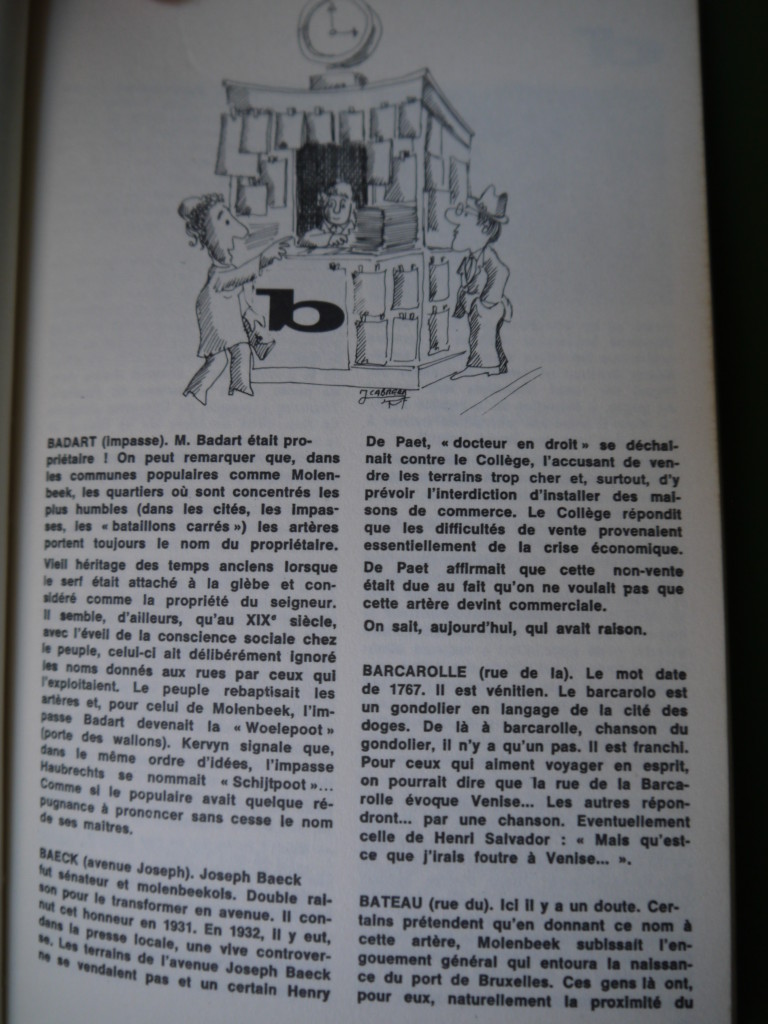 b
J CABRERA
BADART (impasse). M. Badart était pro-
priétaire ! On peut remarquer que, dans
les communes populaires comme Molen-
beek, les quartiers où sont concentrés les
plus humbles (dans les cités, les impas-
ses, les « bataillons carrés ») les artères
portent toujours le nom du propriétaire.
Vieil héritage des temps anciens lorsque
le serf était attaché à la glèbe et con-
sidéré comme la propriété du seigneur.
Il semble, d'ailleurs, qu'au XIXe siècle,
avec l'éveil de la conscience sociale chez
le peuple, celui-ci ait délibérément ignoré
les noms donnés aux rues par ceux qui
l'exploitaient. Le peuple rebaptisait les
artères et, pour celui de Molenbeek, l'im-
passe Badart devenait la « Woelepoot »
(porte des wallons). Kervyn signale que,
dans le même ordre d'idées, l'impasse
Haubrechts se nommait « Schijtpoot »...
Comme si le populaire avait quelque ré-
pugnance à prononcer sans cesse le nom
de ses maîtres.
BAECK (avenue Joseph). Joseph Baeck
fut sénateur et molenbeekois. Double rai-
son pour le transformer en avenue. Il con-
nut cet honneur en 1931. En 1932, il y eut,
dans la presse locale, une vive controver-
se. Les terrains de l'avenue Joseph Baeck
ne se vendaient pas et un certain Henry
De Paet, « docteur en droit » se déchaî-
nait contre le Collège, l'accusant de ven-
dre les terrains trop cher et, surtout, d'y
prévoir l'interdiction d'installer des mai-
sons de commerce. Le Collège répondit
que les difficultés de vente provenaient
essentiellement de la crise économique.
De Paet affirmait que cette non-vente
était due au fait qu'on ne voulait pas que
cette artère devint commerciale.
On sait, aujourd'hui, qui avait raison.
BARCAROLLE (rue de la). Le mot date
de 1767. Il est vénitien. Le barcarolo est
un gondolier en langage de la cité des
doges. De là à barcarolle, chanson du
gondolier, il n'y a qu'un pas. Il est franchi.
Pour ceux qui aiment voyager en esprit,
on pourrait dire que la rue de la Barca-
rolle évoque Venise... Les autres répon-
dront... par une chanson. Eventuellement
celle de Henri Salvador : « Mais qu'est-
ce que j'irais foutre à Venise... ».
BATEAU (rue du). Ici il y a un doute. Cer-
tains prétendent qu'en donnant ce nom à
cette artère, Molenbeek subissait l'en-
gouement général qui entoura la naissan-
ce du port de Bruxelles. Ces gens là ont,
pour eux, naturellement la proximité du